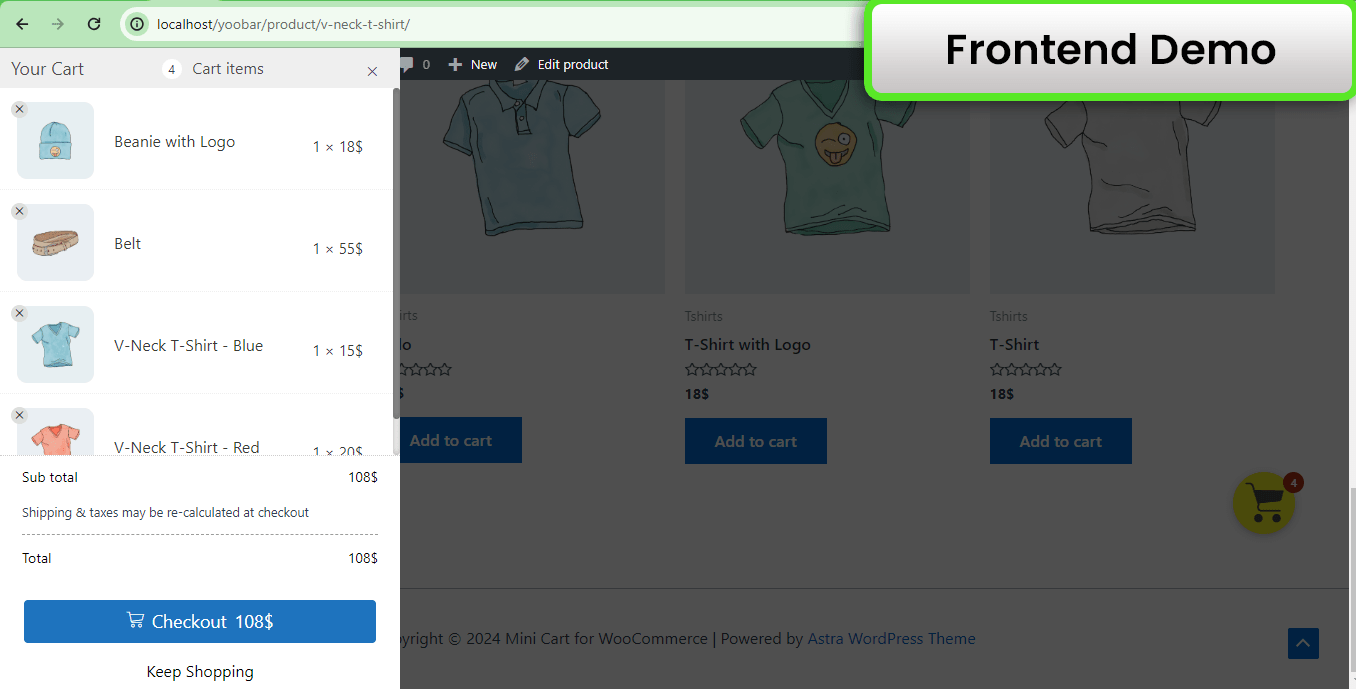 localhost/yoobar/product/v-neck-t-shirt/
Frontend Demo
Your Cart 4 Cart items
0 New Edit product
Beanie with Logo 1 × 18$
Belt 1 × 55$
V-Neck T-Shirt - Blue 1 × 15$
V-Neck T-Shirt - Red 1 × 20$
Sub total 108$
Shipping & taxes may be re-calculated at checkout
Total 108$
Checkout 108$
Keep Shopping
Tshirts Tshirts
T-Shirt with Logo T-Shirt
18$ 18$
Add to cart Add to cart Add to cart
4
© 2024 Mini Cart for WooCommerce | Powered by Astra WordPress Theme